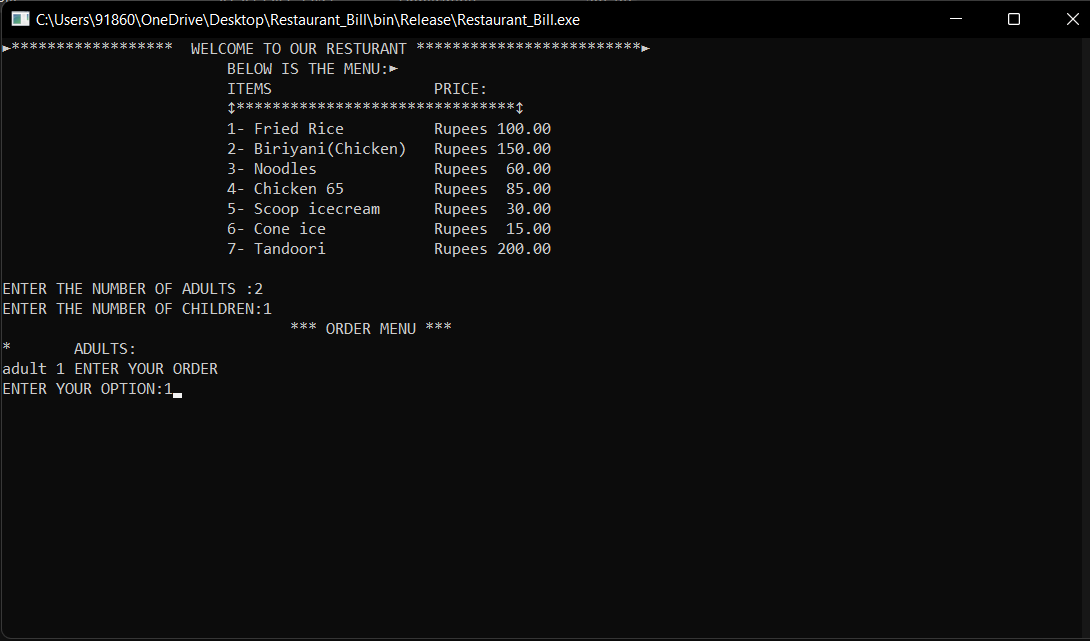 C:\Users\91860\OneDrive\Desktop\Restaurant_Bill\bin\Release\Restaurant_Bill.exe
►****************** WELCOME TO OUR RESTURANT *************************►
BELOW IS THE MENU:►
ITEMS PRICE:
↕*******************************↕
1- Fried Rice Rupees 100.00
2- Biriyani(Chicken) Rupees 150.00
3- Noodles Rupees 60.00
4- Chicken 65 Rupees 85.00
5- Scoop icecream Rupees 30.00
6- Cone ice Rupees 15.00
7- Tandoori Rupees 200.00
ENTER THE NUMBER OF ADULTS :2
ENTER THE NUMBER OF CHILDREN:1
*** ORDER MENU ***
* ADULTS:
adult 1 ENTER YOUR ORDER
ENTER YOUR OPTION:1